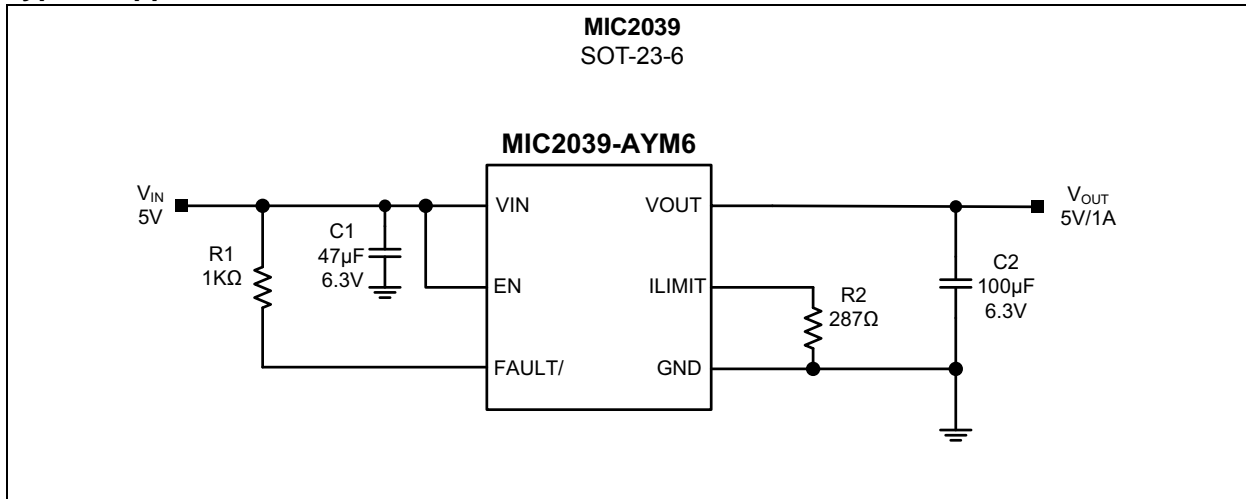 MIC2039
SOT-23-6
MIC2039-AYM6
VIN
5V
R1
1KΩ
C1
47µF
6.3V
VIN
EN
FAULT/
VOUT
ILIMIT
GND
R2
287Ω
C2
100µF
6.3V
VOUT
5V/1A